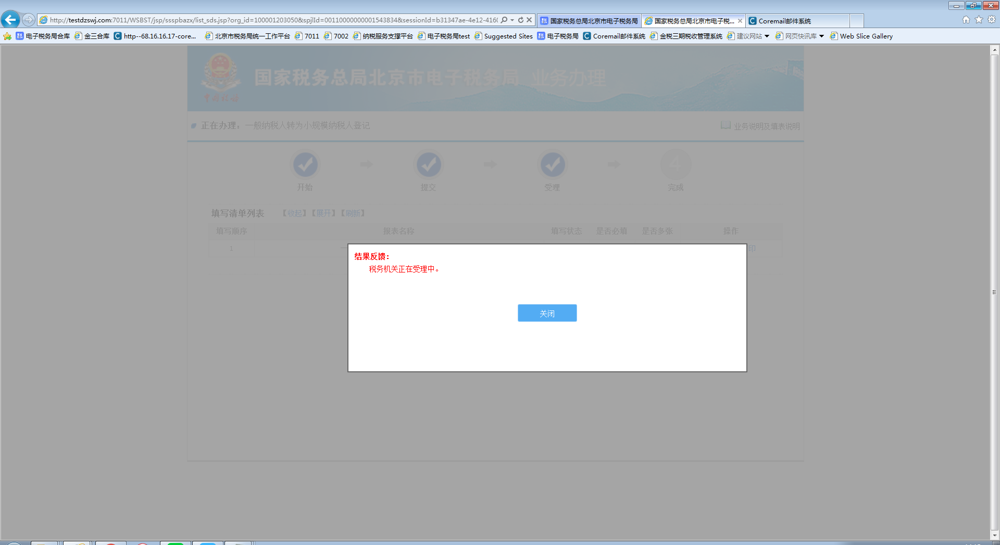 http://testdzswj.com:7011/WSBST/jsp/ssspbazx/list_sds.jsp?org_id=100001203050&spjlId=0011000000001543834&sessionId=b31347ae-4e12-416
税 国家税务总局北京市电子税务局
国家税务总局北京市电子税...
Coremail邮件系统
税 电子税务局合库
金三合库
http--68.16.16.17-core...
北京市税务局统一工作平台
7011
7002
纳税服务支撑平台
电子税务局test
Suggested Sites
税 电子税务局
Coremail邮件系统
金税三期税收管理系统
建议网站
网页快讯库
Web Slice Gallery
国家税务总局北京市电子税务局 业务办理
中国税务
正在办理：一般纳税人转为小规模纳税人登记
业务说明及填表说明
4
开始
提交
受理
完成
填写清单列表 【收起】【展开】【刷新】
填写顺序 报表名称 填写状态 是否必填 是否多张 操作
1 一 印
结果反馈：
税务机关正在受理中。
关闭